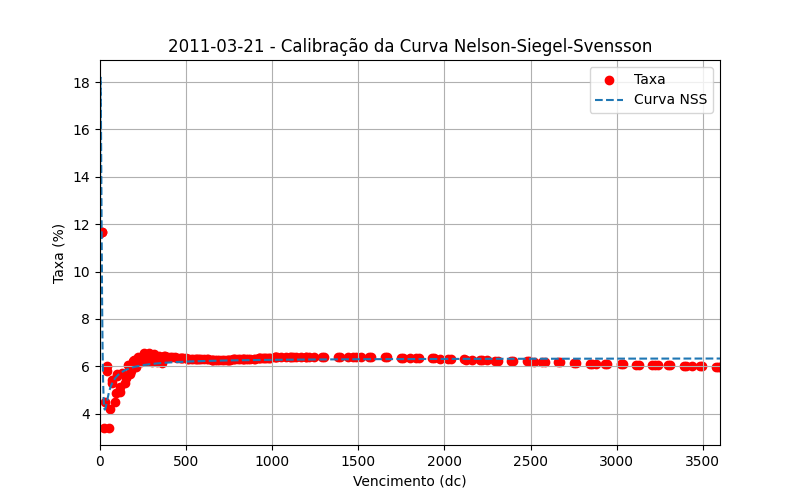 2011-03-21 - Calibração da Curva Nelson-Siegel-Svensson
Taxa
Curva NSS
Taxa (%)
18
16
14
12
10
8
6
4
0 500 1000 1500 2000 2500 3000 3500
Vencimento (dc)